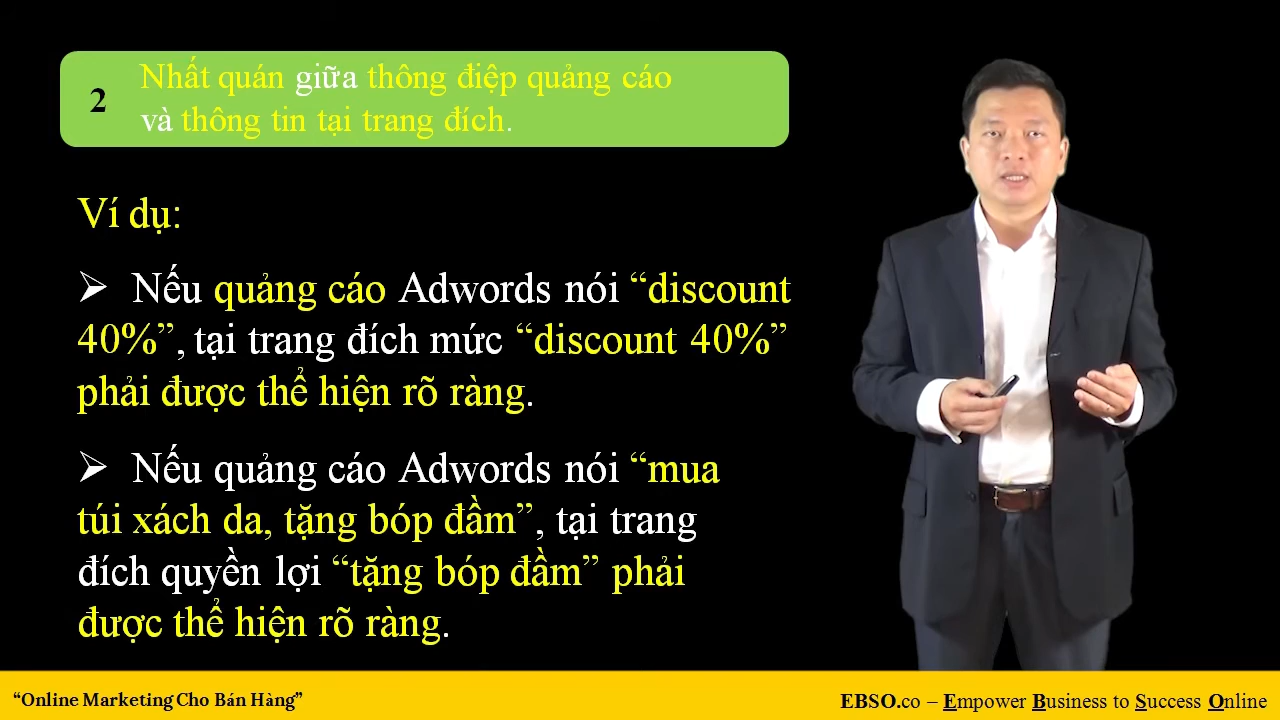 2
Nhất quán giữa thông điệp quảng cáo
và thông tin tại trang đích.
Ví dụ:
➢ Nếu quảng cáo Adwords nói “discount
40%”, tại trang đích mức “discount 40%”
phải được thể hiện rõ ràng.
➢ Nếu quảng cáo Adwords nói “mua
túi xách da, tặng bóp đầm”, tại trang
đích quyền lợi “tặng bóp đầm” phải
được thể hiện rõ ràng.
“Online Marketing Cho Bán Hàng”
EBSO.co – Empower Business to Success Online